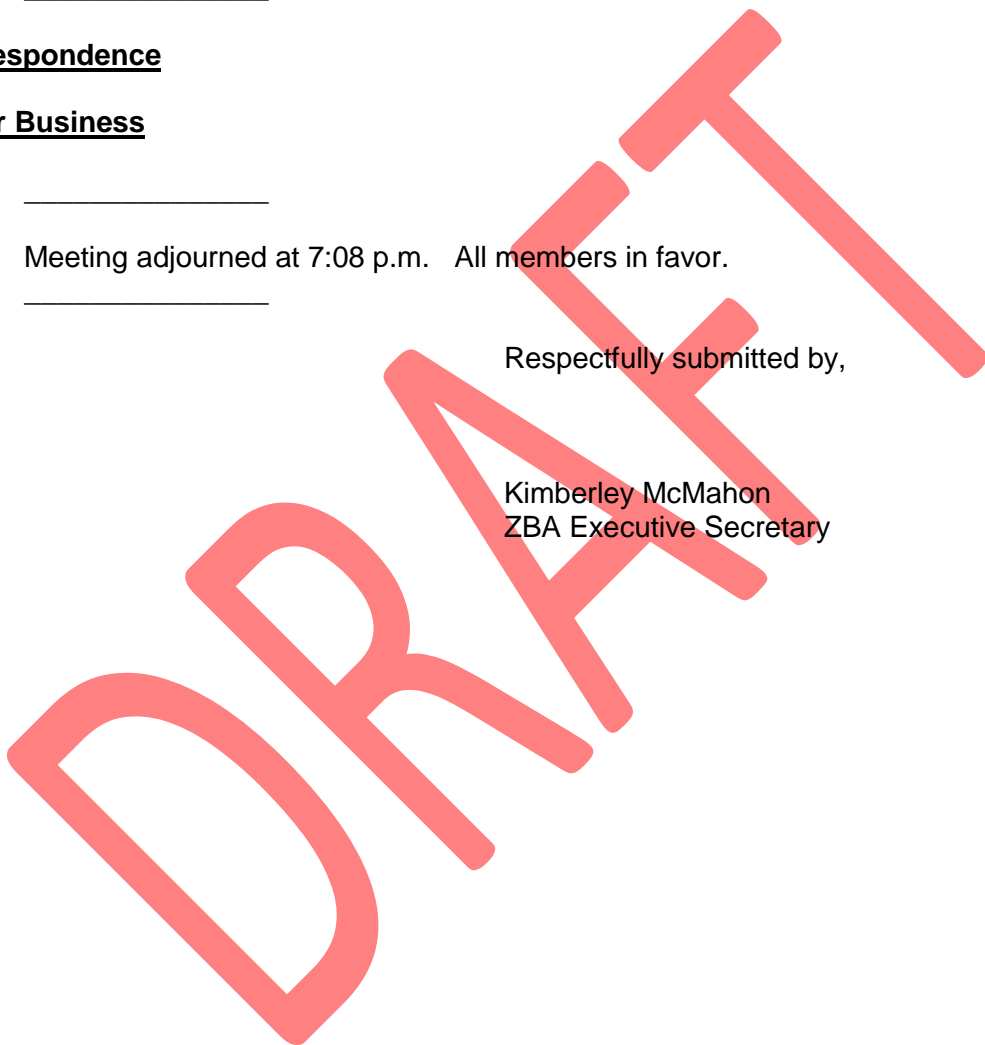 espondence
r Business
Meeting adjourned at 7:08 p.m. All members in favor.
Respectfully submitted by,
Kimberley McMahon
ZBA Executive Secretary
DRAFT